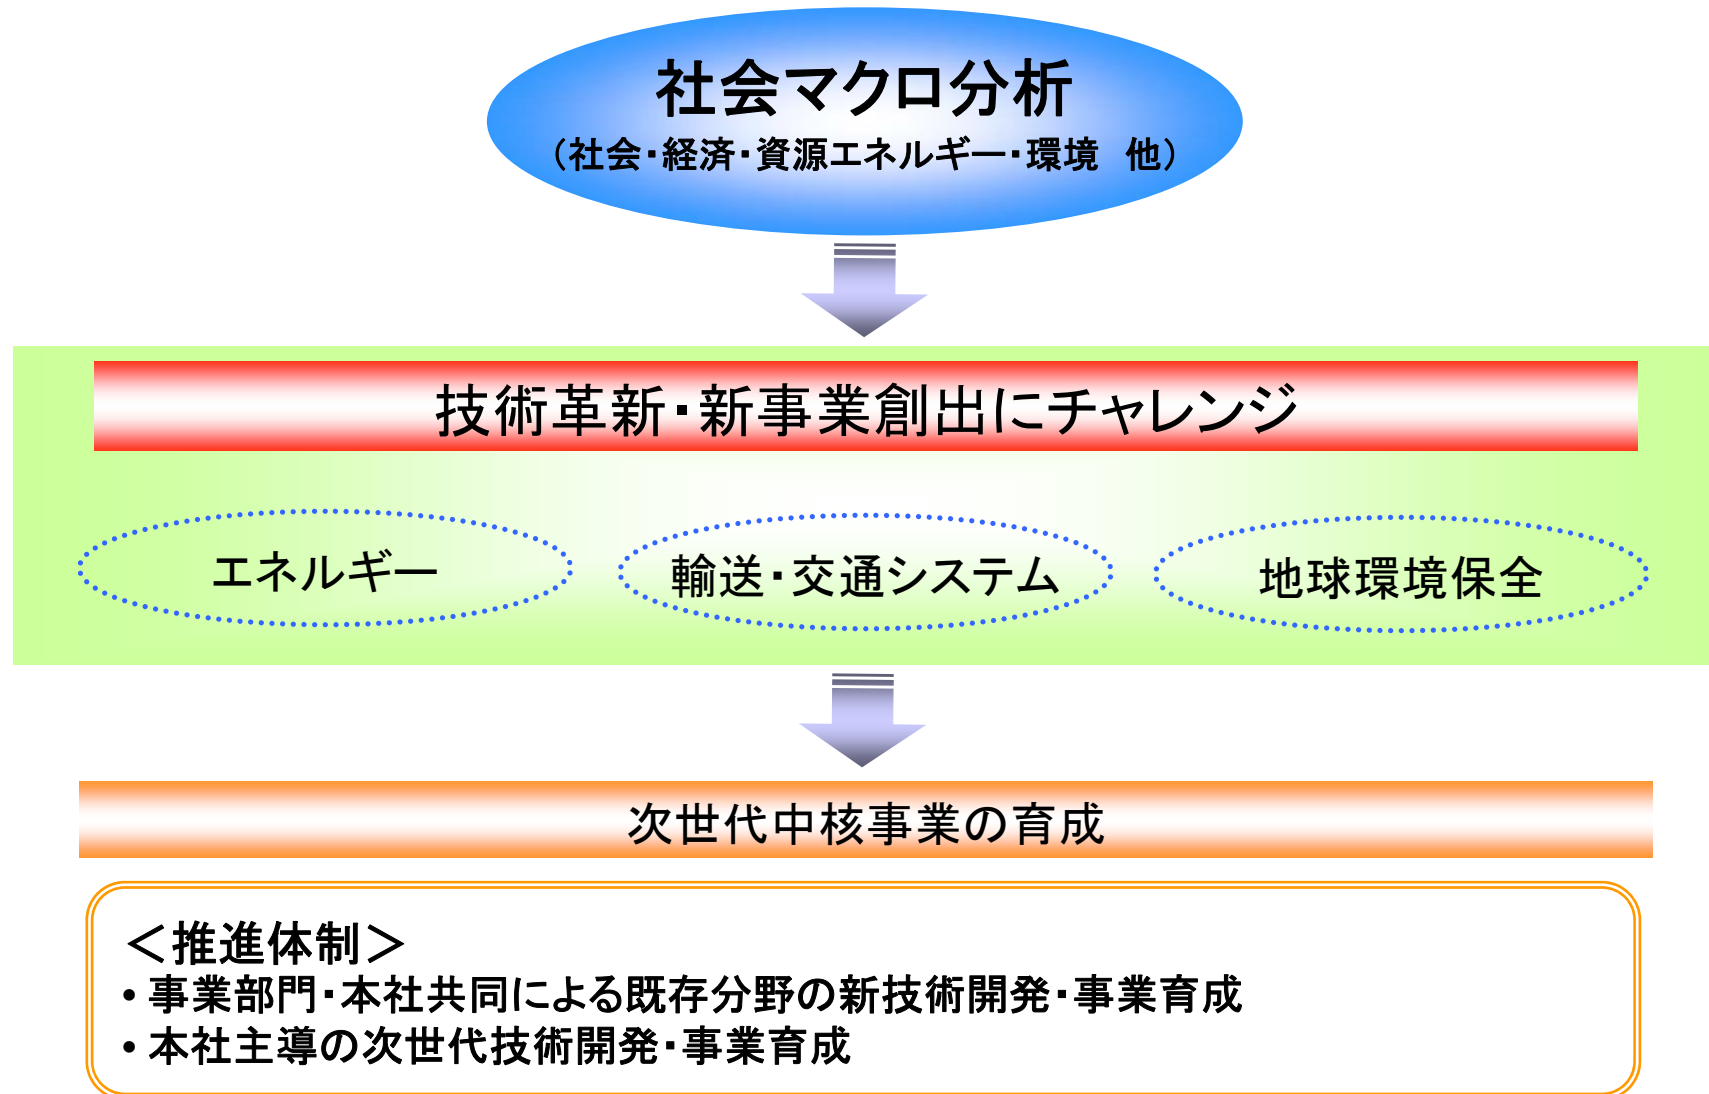 社会マクロ分析
（社会・経済・資源エネルギー・環境　他）
技術革新・新事業創出にチャレンジ
エネルギー
輸送・交通システム
地球環境保全
次世代中核事業の育成
＜推進体制＞
• 事業部門・本社共同による既存分野の新技術開発・事業育成
• 本社主導の次世代技術開発・事業育成